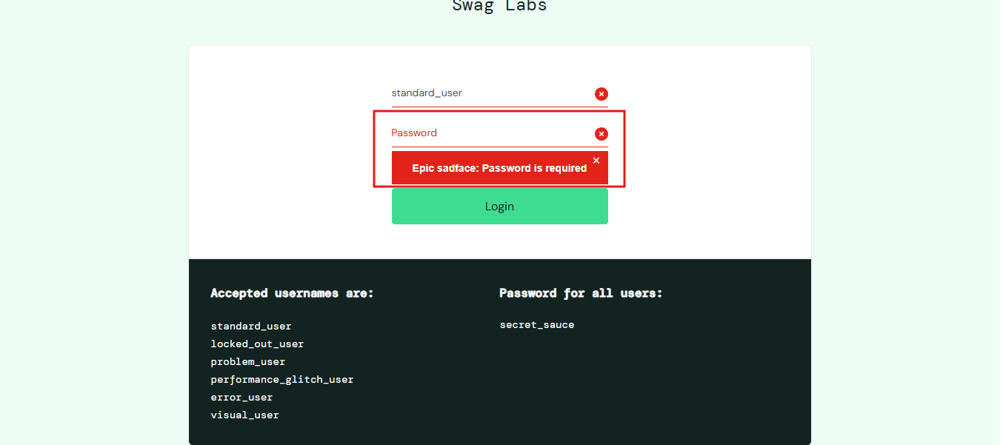 Swag Labs
standard_user
Password
Epic sadface: Password is required
Login
Accepted usernames are:
standard_user
locked_out_user
problem_user
performance_glitch_user
error_user
visual_user
Password for all users:
secret_sauce